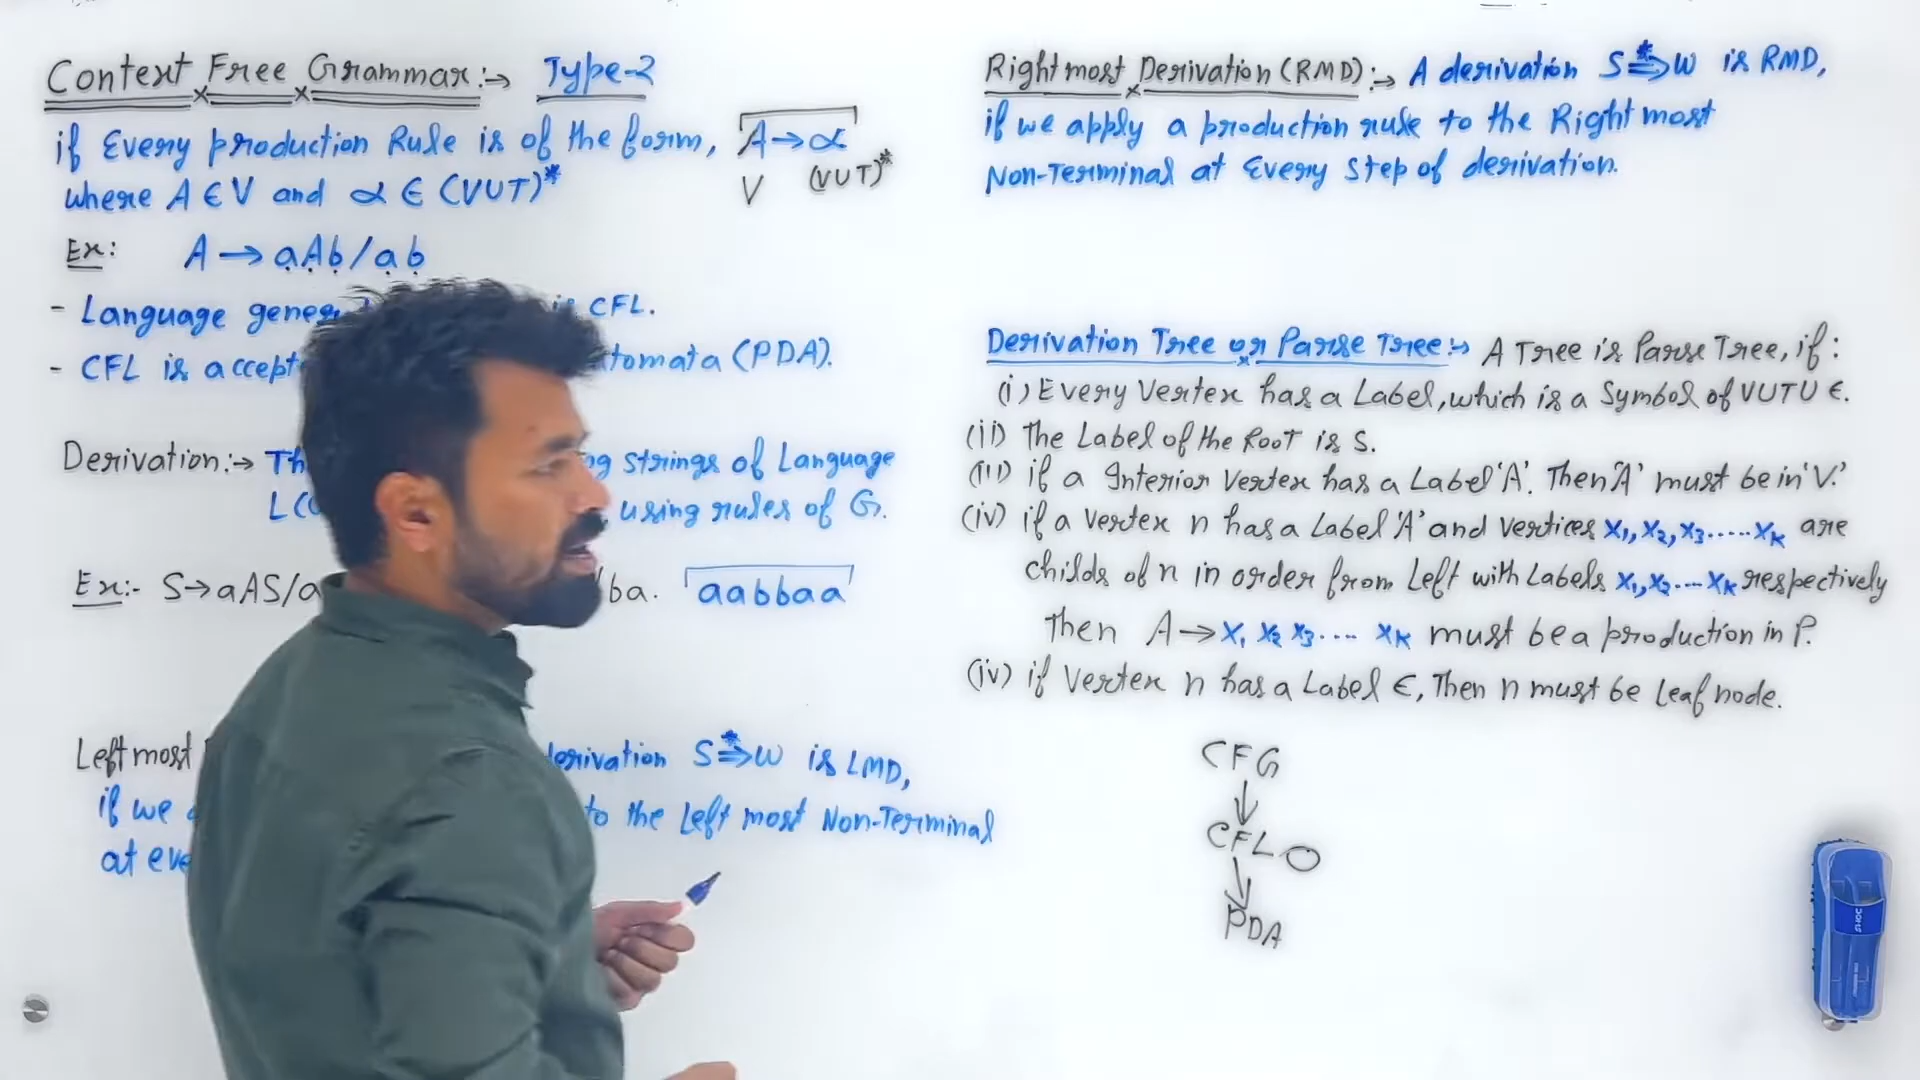 Context Free Grammar :→ Type-2
if Every production Rule is of the form, A → α
where A ∈ V and α ∈ (VUT)*
V (VUT)*
Ex: A → aAb / ab
- Language CFL.
- CFL is (PDA).
Derivation :→ strings of Language
using rules of G.
Ex:- S → aAS/a ba. aabbaa
Left most S *⇒ W is LMD,
if we to the Left most Non-Terminal
at
Right most Derivation (RMD) :→ A derivation S *⇒ W is RMD,
if we apply a production rule to the Right most
Non-Terminal at Every Step of derivation.
Derivation Tree or Parse Tree :→ A Tree is Parse Tree, if :
(i) Every Vertex has a Label, which is a Symbol of VUTU ∈.
(ii) The Label of the Root is S.
(iii) if a Interior Vertex has a Label 'A'. Then 'A' must be in 'V.'
(iv) if a Vertex n has a Label 'A' and Vertices X1, X2, X3.....XK are
childs of n in order from Left with Labels X1, X2....XK respectively
Then A → X1 X2 X3.... XK must be a production in P.
(iv) if Vertex n has a Label ∈, Then n must be Leaf node.
CFG
↓
CFL
↓
PDA